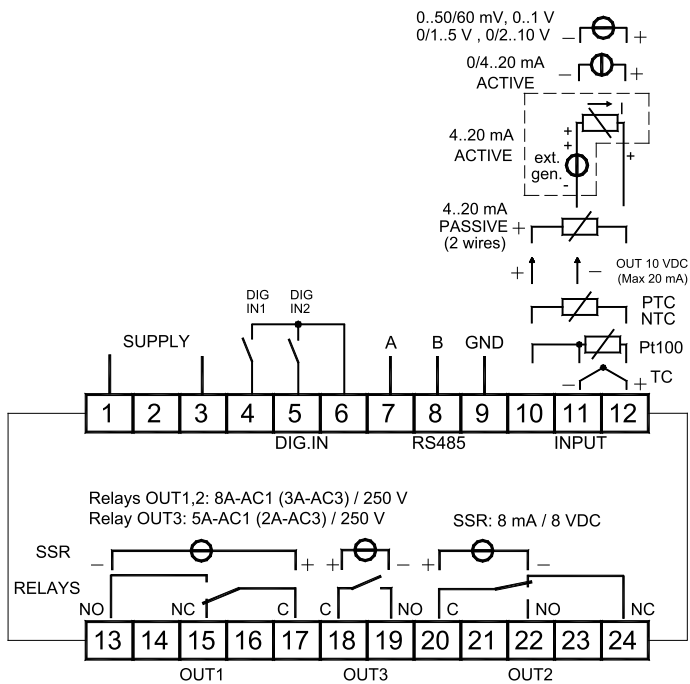 0..50/60 mV, 0..1 V
0/1..5 V , 0/2..10 V
− +
0/4..20 mA
ACTIVE
− +
I
4..20 mA
ACTIVE
+
+
ext.
gen.
-
+
4..20 mA
PASSIVE +
(2 wires)
+ −
OUT 10 VDC
(Max 20 mA)
PTC
NTC
Pt100
− + TC
DIG
IN1
DIG
IN2
SUPPLY
A B GND
1 2 3 4 5 6 7 8 9 10 11 12
DIG.IN RS485 INPUT
Relays OUT1,2: 8A-AC1 (3A-AC3) / 250 V
Relay OUT3: 5A-AC1 (2A-AC3) / 250 V
SSR: 8 mA / 8 VDC
SSR − + + − + −
RELAYS
NO NC C C NO C NO NC
13 14 15 16 17 18 19 20 21 22 23 24
OUT1 OUT3 OUT2